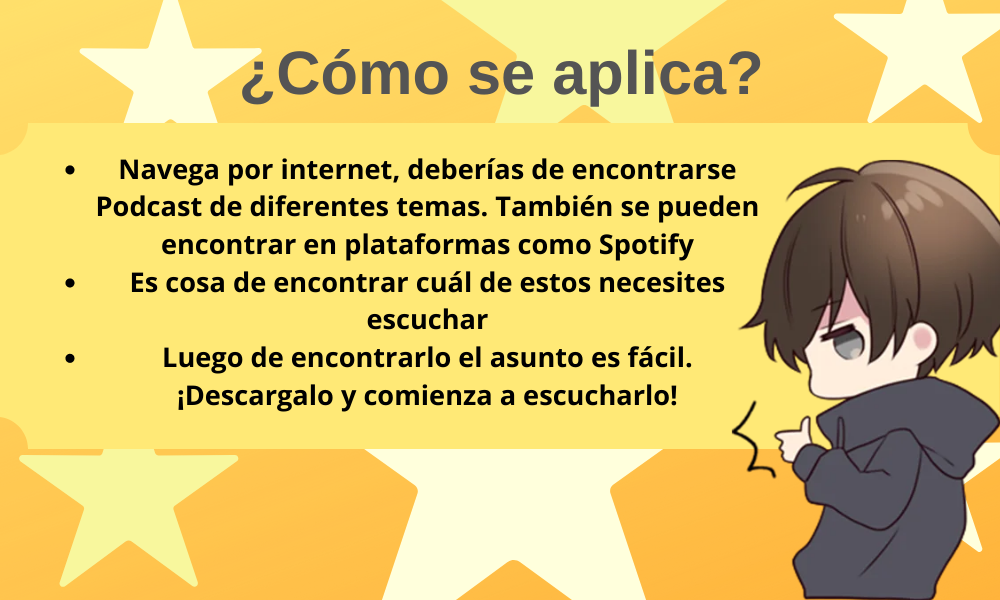 ¿Cómo se aplica?
• Navega por internet, deberías de encontrarse
Podcast de diferentes temas. También se pueden
encontrar en plataformas como Spotify
• Es cosa de encontrar cuál de estos necesites
escuchar
• Luego de encontrarlo el asunto es fácil.
¡Descargalo y comienza a escucharlo!